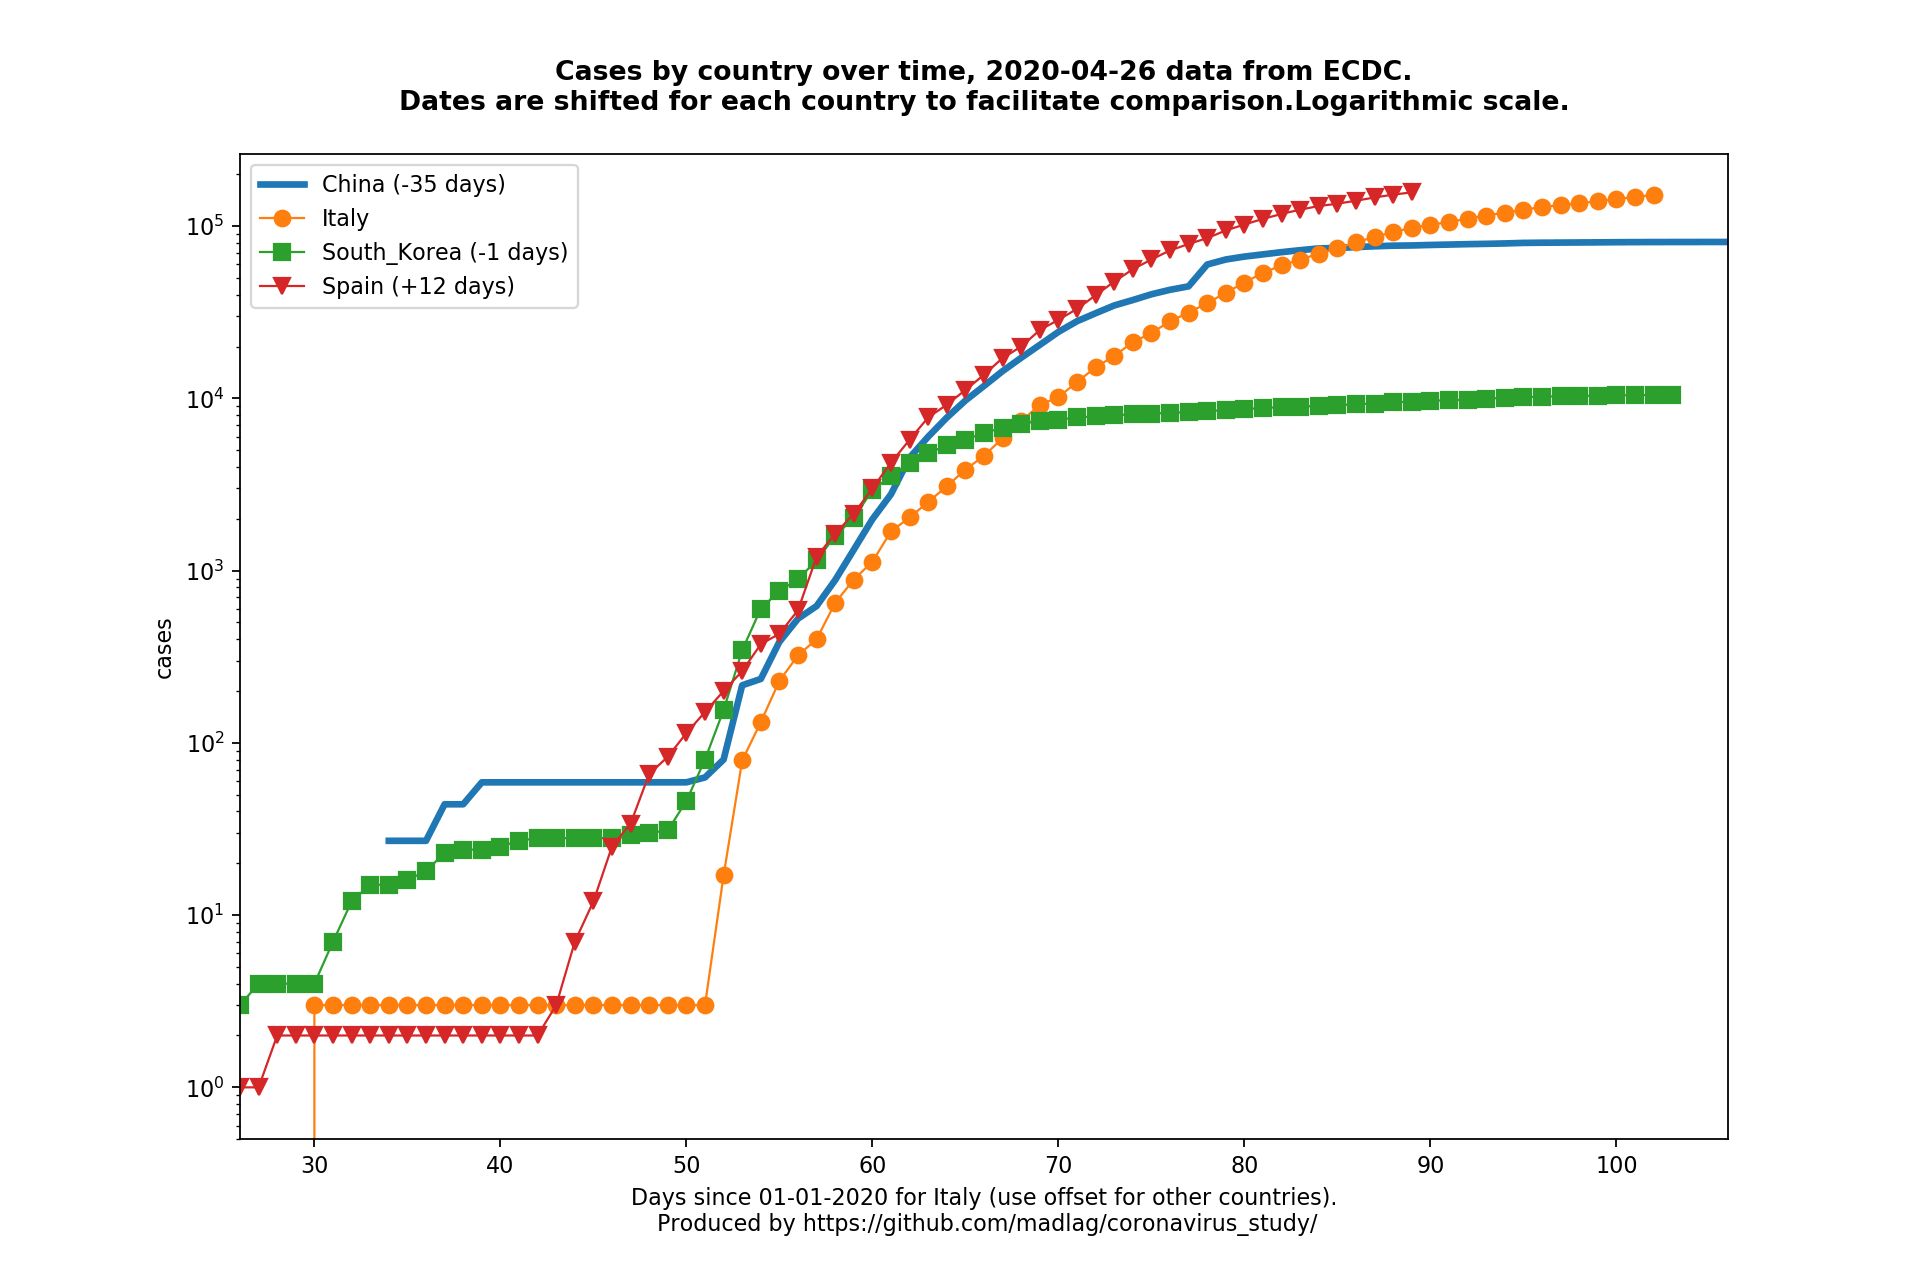 Cases by country over time, 2020-04-26 data from ECDC.
Dates are shifted for each country to facilitate comparison.Logarithmic scale.
China (-35 days)
Italy
South_Korea (-1 days)
Spain (+12 days)
10^5
10^4
10^3
10^2
10^1
10^0
cases
30 40 50 60 70 80 90 100
Days since 01-01-2020 for Italy (use offset for other countries).
Produced by https://github.com/madlag/coronavirus_study/